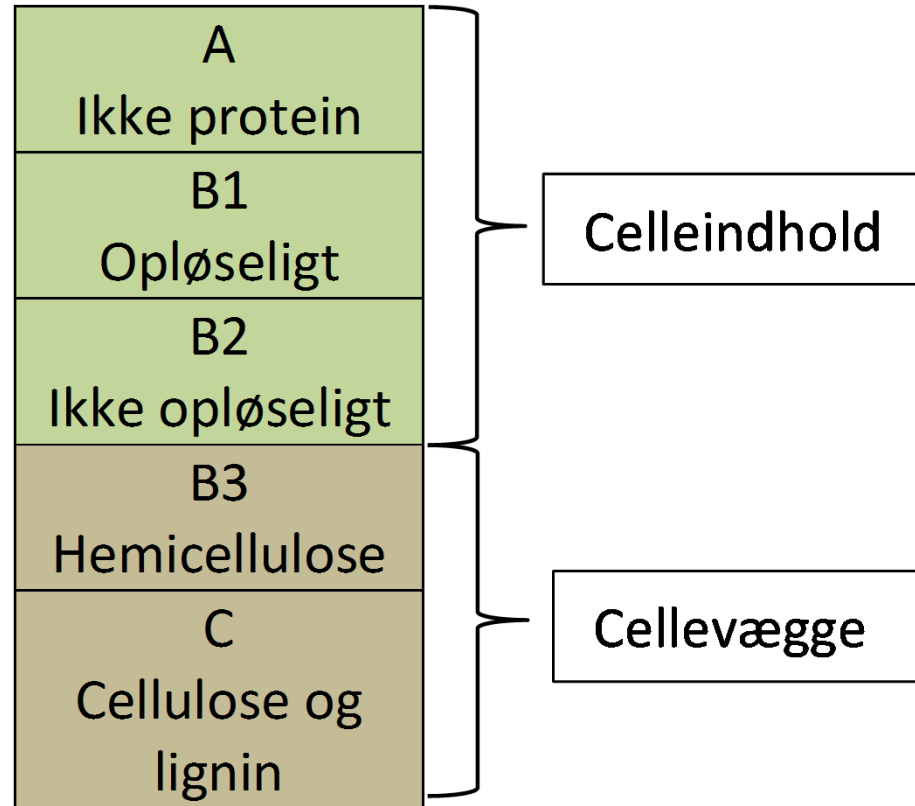 A
Ikke protein
B1
Opløseligt
B2
Ikke opløseligt
B3
Hemicellulose
C
Cellulose og
lignin
Celleindhold
Cellevægge